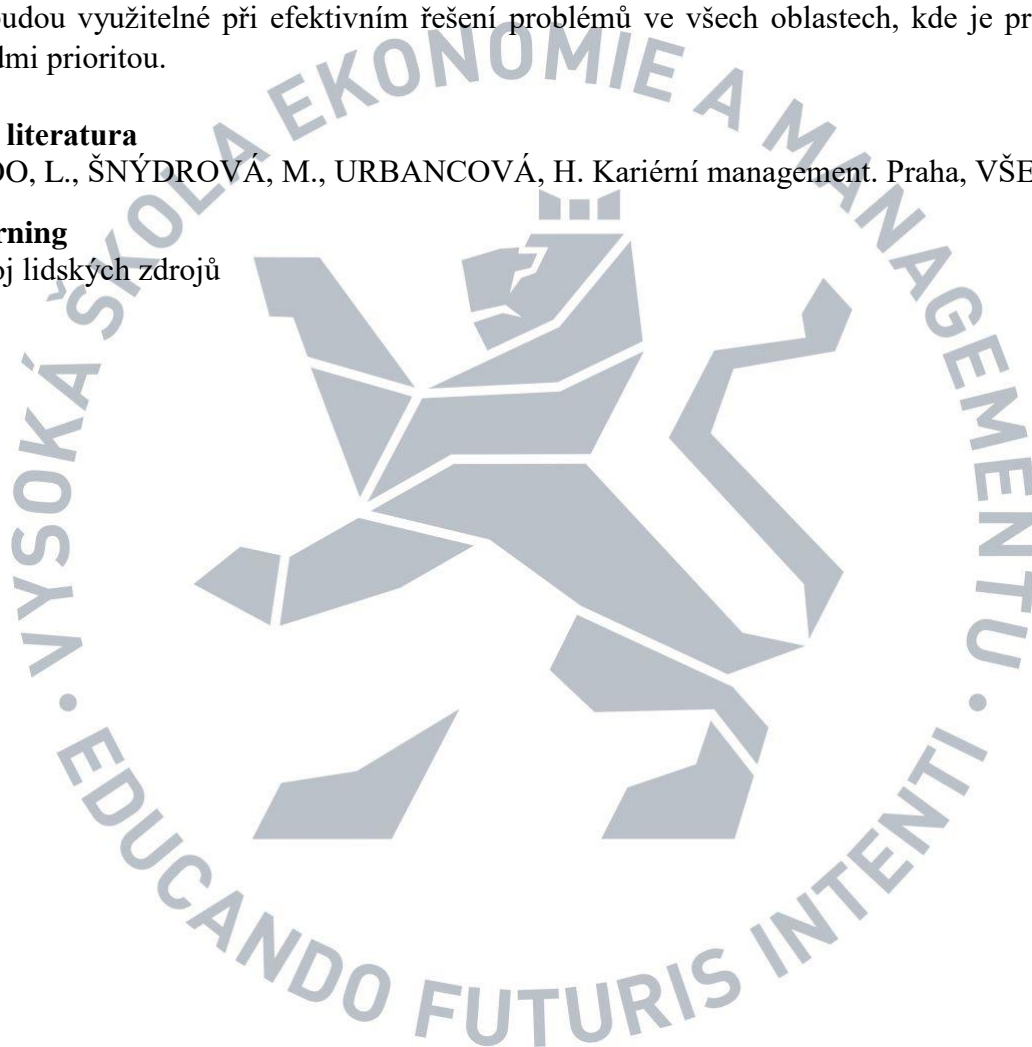 budou využitelné při efektivním řešení problémů ve všech oblastech, kde je pr
dmi prioritou.
literatura
DO, L., ŠNÝDROVÁ, M., URBANCOVÁ, H. Kariérní management. Praha, VŠE
rning
oj lidských zdrojů
VYSOKÁ ŠKOLA EKONOMIE A MANAGEMENTU
• EDUCANDO FUTURIS INTENTI •